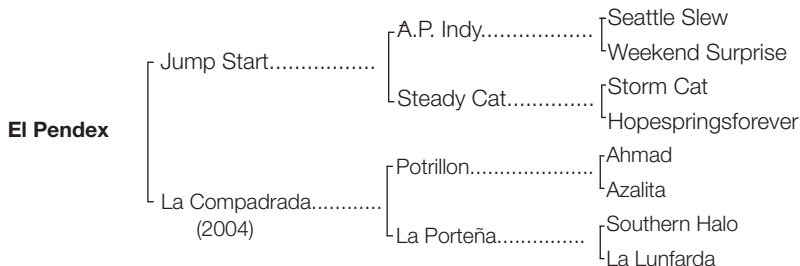 A.P. Indy.................. Seattle Slew
Weekend Surprise
Jump Start.................
Steady Cat.............. Storm Cat
Hopespringsforever
El Pendex
Potrillon..................... Ahmad
Azalita
La Compadrada............
(2004)
La Porteña............... Southern Halo
La Lunfarda